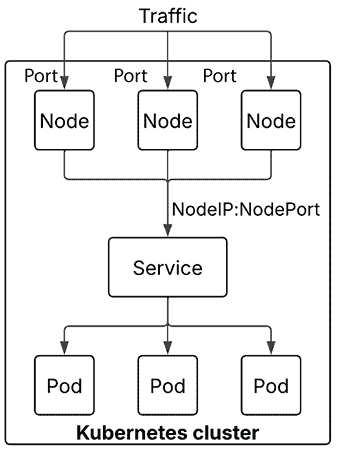 Traffic
Port Port Port
Node Node Node
NodeIP:NodePort
Service
Pod Pod Pod
Kubernetes cluster